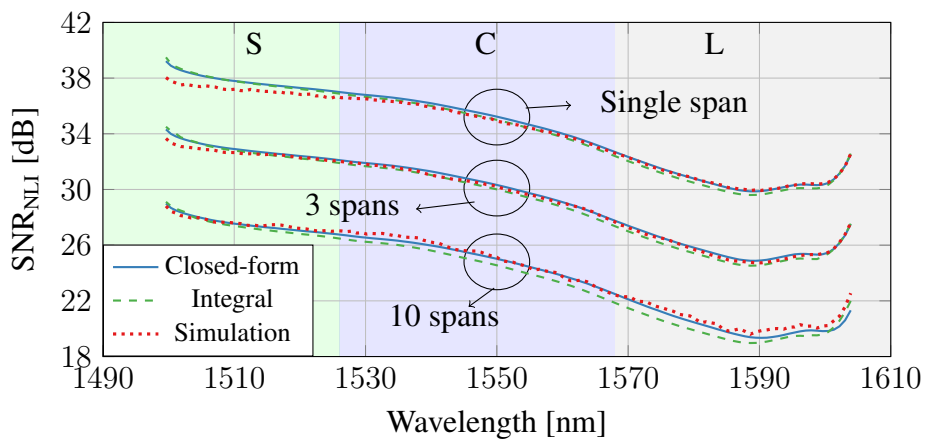 42
38
34
30
26
22
18
SNR_NLI [dB]
S C L
Single span
3 spans
10 spans
Closed-form
Integral
Simulation
1490 1510 1530 1550 1570 1590 1610
Wavelength [nm]